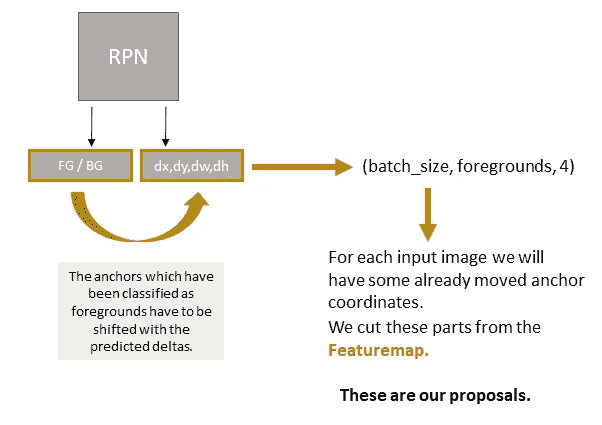 RPN
FG / BG
dx,dy,dw,dh
(batch_size, foregrounds, 4)
The anchors which have
been classified as
foregrounds have to be
shifted with the
predicted deltas.
For each input image we will
have some already moved anchor
coordinates.
We cut these parts from the
Featuremap.
These are our proposals.